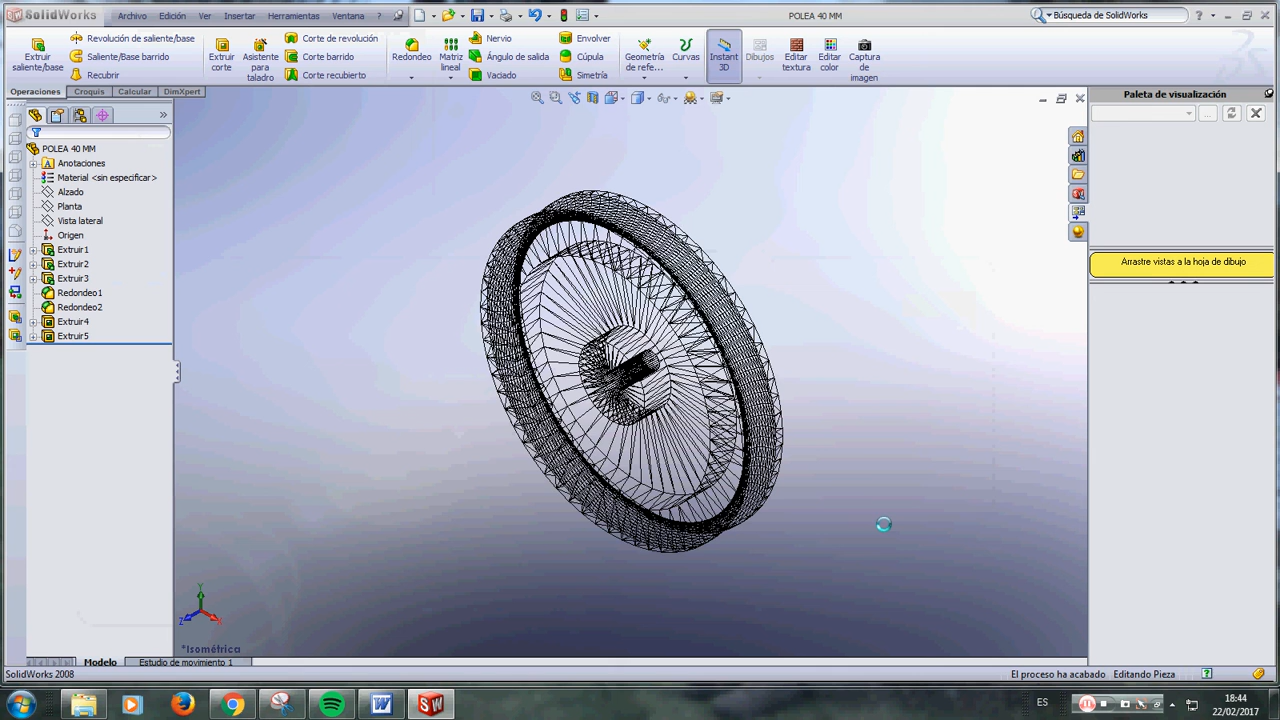 SolidWorks
Archivo Edición Ver Insertar Herramientas Ventana ?
POLEA 40 MM
Búsqueda de SolidWorks
Extruir saliente/base
Revolución de saliente/base
Saliente/Base barrido
Recubrir
Extruir corte
Asistente para taladro
Corte de revolución
Corte barrido
Corte recubierto
Redondeo
Matriz lineal
Nervio
Ángulo de salida
Vaciado
Envolver
Cúpula
Simetría
Geometría de refe...
Curvas
Instant 3D
Dibujos
Editar textura
Editar color
Captura de imagen
Operaciones Croquis Calcular DimXpert
Paleta de visualización
...
Arrastre vistas a la hoja de dibujo
POLEA 40 MM
Anotaciones
Material <sin especificar>
Alzado
Planta
Vista lateral
Origen
Extruir1
Extruir2
Extruir3
Redondeo1
Redondeo2
Extruir4
Extruir5
Y
Z X
*Isométrica
Modelo Estudio de movimiento 1
SolidWorks 2008
El proceso ha acabado Editando Pieza
ES
18:44
22/02/2017